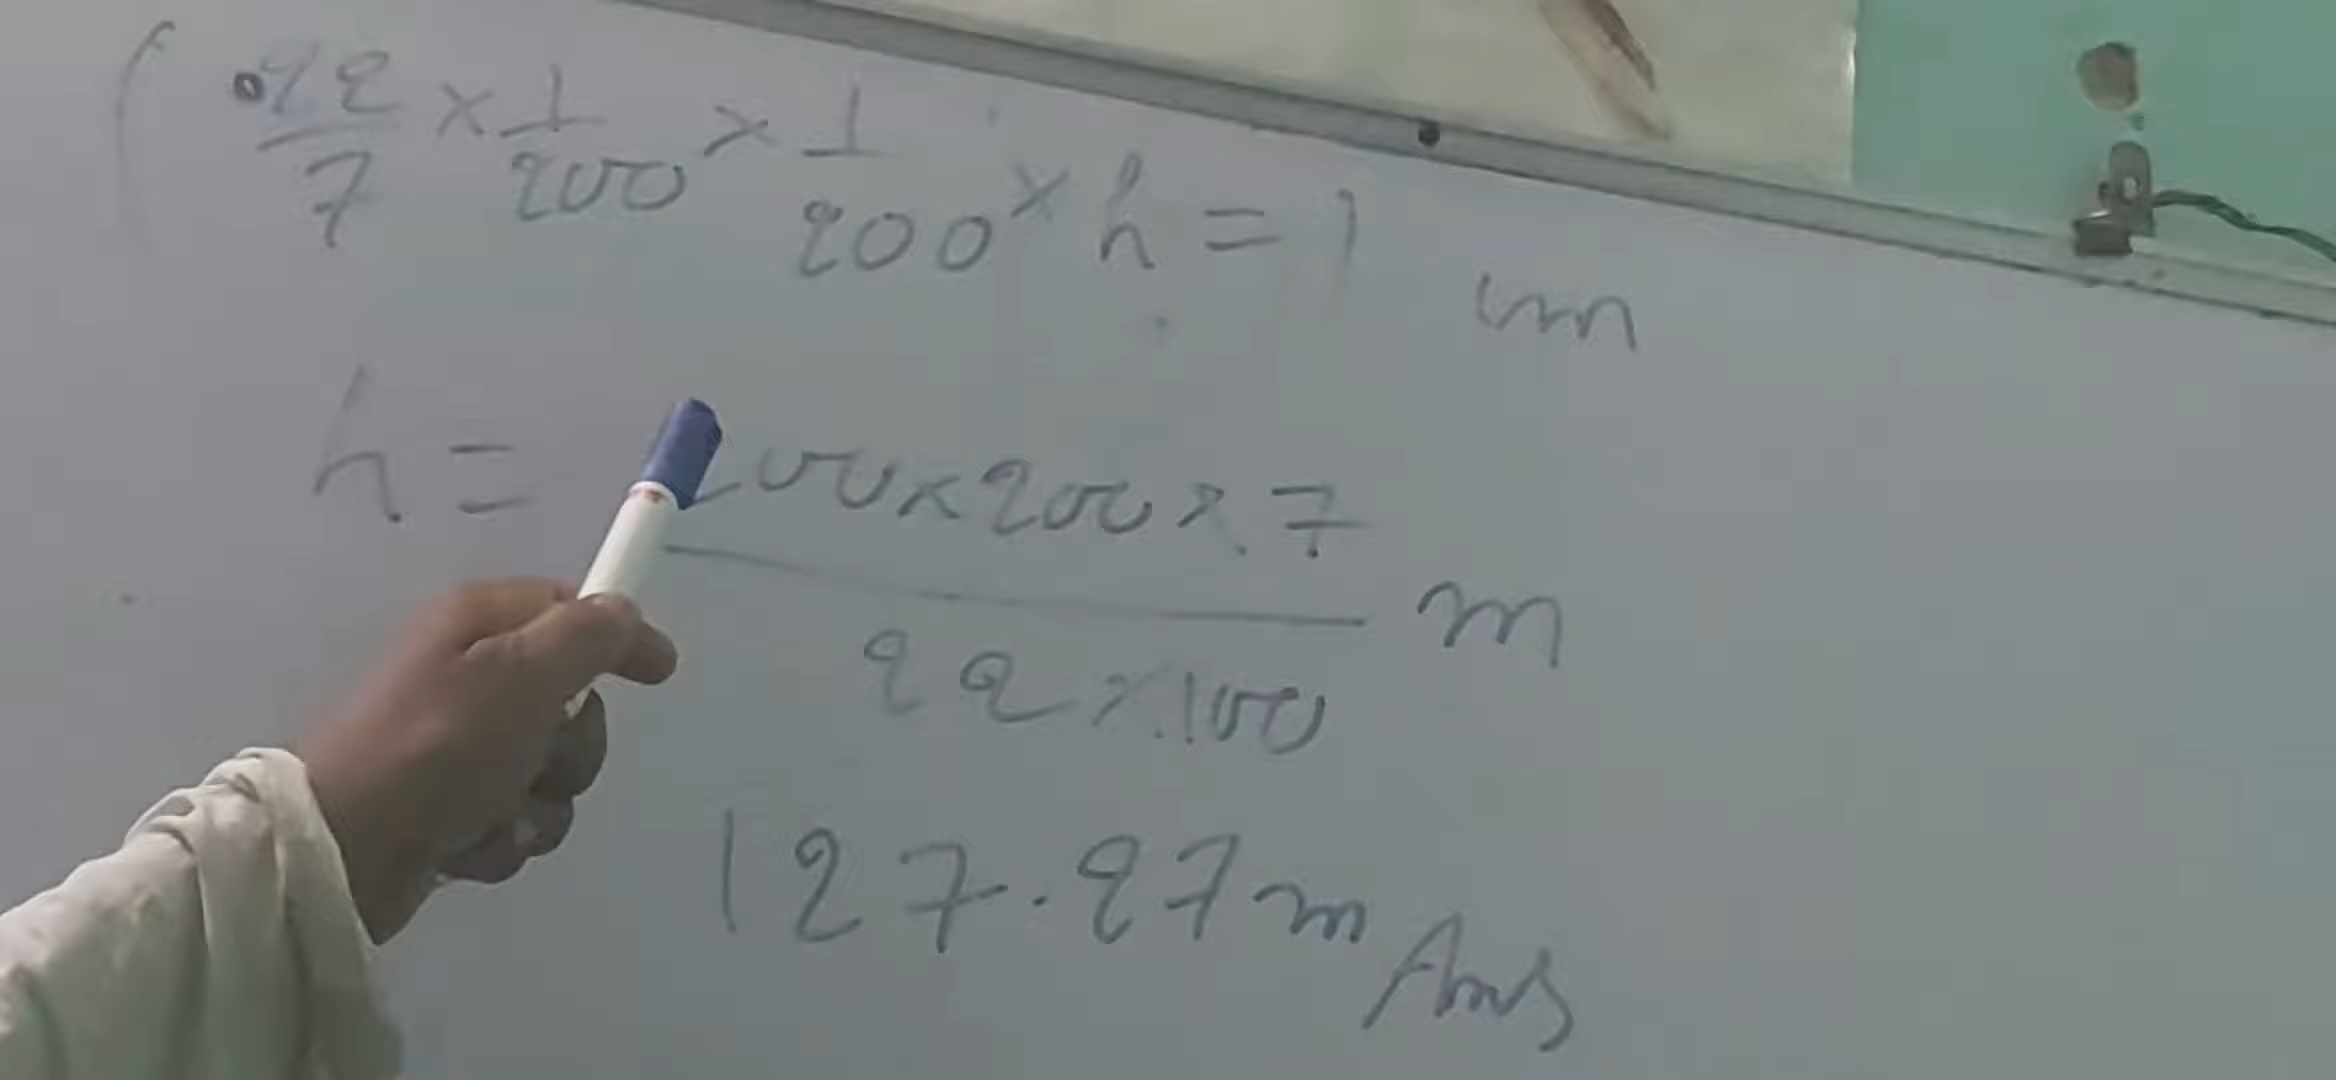 ( 22/7 × 1/200 × 1/200 × h = 1 cm
h = 200×200×7 / 22×100 m
127.27 m Ans